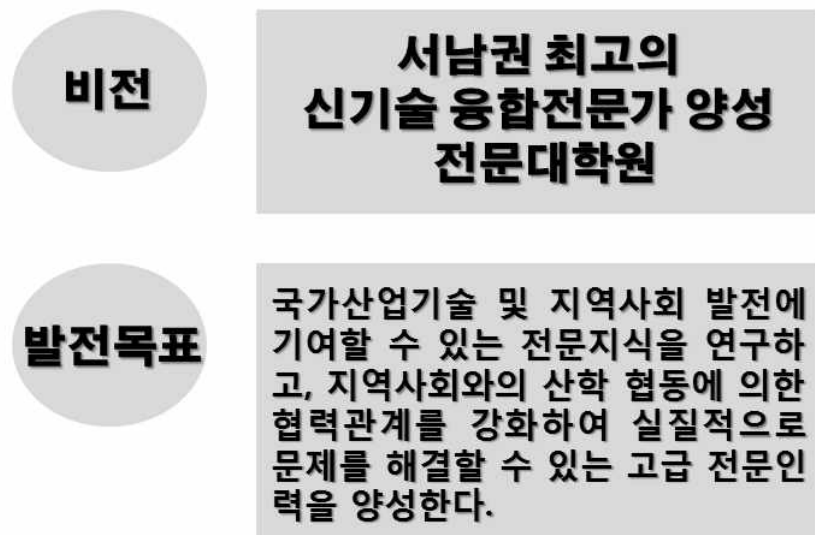 비전
서남권 최고의
신기술 융합전문가 양성
전문대학원
발전목표
국가산업기술 및 지역사회 발전에
기여할 수 있는 전문지식을 연구하
고, 지역사회와의 산학 협동에 의한
협력관계를 강화하여 실질적으로
문제를 해결할 수 있는 고급 전문인
력을 양성한다.